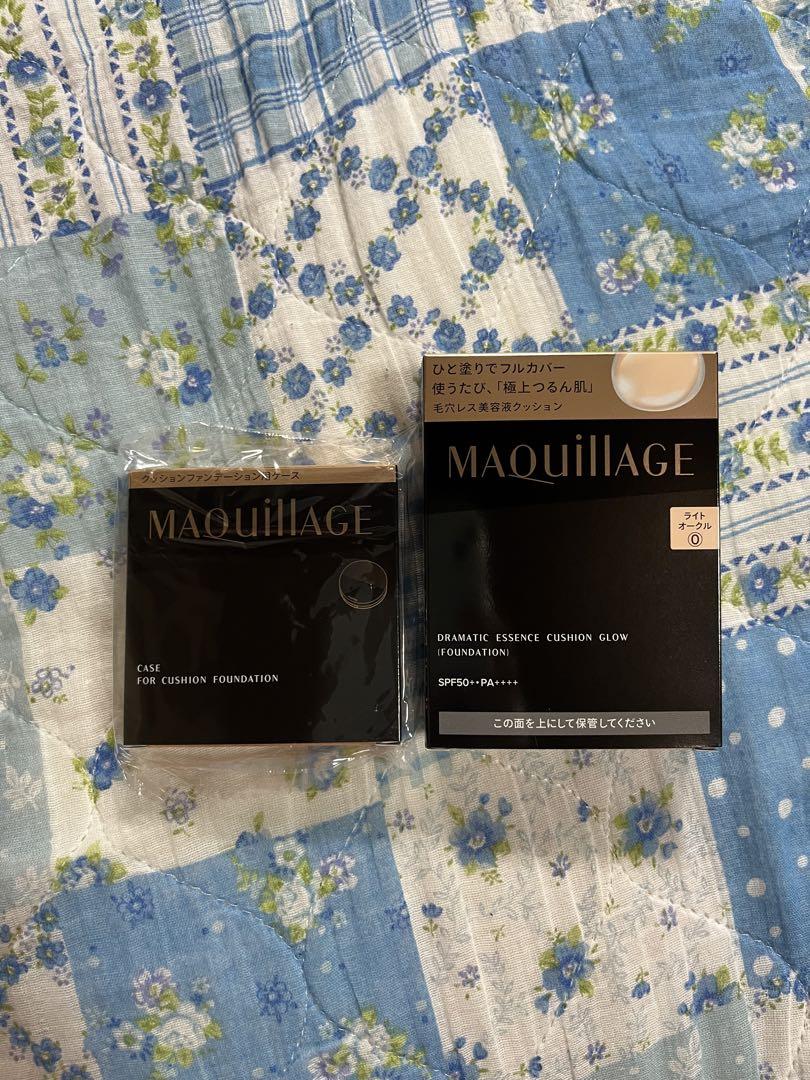 クッションファンデーション用ケース
MAQuillAGE
CASE
FOR CUSHION FOUNDATION
ひと塗りでフルカバー
使うたび、「極上つるん肌」
毛穴レス美容液クッション
MAQuillAGE
ライト
オークル
⓪
DRAMATIC ESSENCE CUSHION GLOW
(FOUNDATION)
SPF50+・PA++++
この面を上にして保管してください